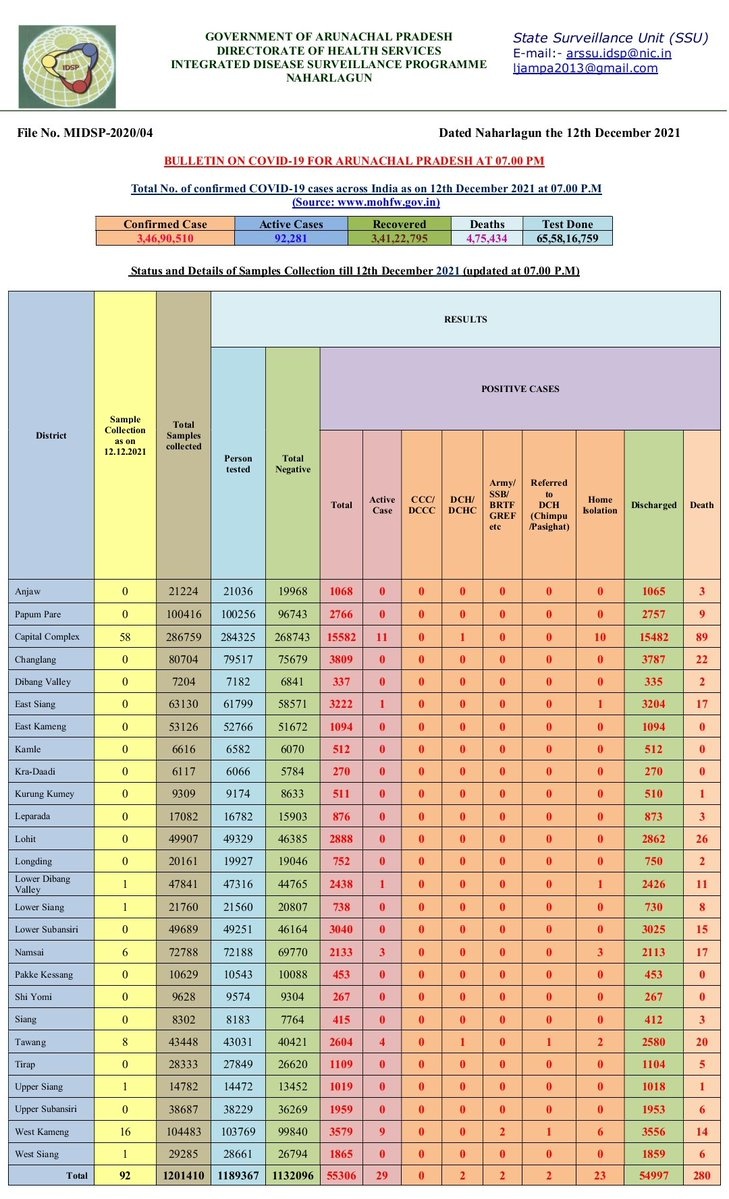 IDSP
GOVERNMENT OF ARUNACHAL PRADESH
DIRECTORATE OF HEALTH SERVICES
INTEGRATED DISEASE SURVEILLANCE PROGRAMME
NAHARLAGUN
State Surveillance Unit (SSU)
E-mail:- arssu.idsp@nic.in
ljampa2013@gmail.com
File No. MIDSP-2020/04 Dated Naharlagun the 12th December 2021
BULLETIN ON COVID-19 FOR ARUNACHAL PRADESH AT 07.00 PM
Total No. of confirmed COVID-19 cases across India as on 12th December 2021 at 07.00 P.M
(Source: www.mohfw.gov.in)
Confirmed Case Active Cases Recovered Deaths Test Done
3,46,90,510 92,281 3,41,22,795 4,75,434 65,58,16,759
Status and Details of Samples Collection till 12th December 2021 (updated at 07.00 P.M)
District
Sample
Collection
as on
12.12.2021
Total
Samples
collected
RESULTS
Person
tested
Total
Negative
POSITIVE CASES
Total
Active
Case
CCC/
DCCC
DCH/
DCHC
Army/
SSB/
BRTF
GREF
etc
Referred
to
DCH
(Chimpu
/Pasighat)
Home
Isolation
Discharged
Death
Anjaw 0 21224 21036 19968 1068 0 0 0 0 0 0 1065 3
Papum Pare 0 100416 100256 96743 2766 0 0 0 0 0 0 2757 9
Capital Complex 58 286759 284325 268743 15582 11 0 1 0 0 10 15482 89
Changlang 0 80704 79517 75679 3809 0 0 0 0 0 0 3787 22
Dibang Valley 0 7204 7182 6841 337 0 0 0 0 0 0 335 2
East Siang 0 63130 61799 58571 3222 1 0 0 0 0 1 3204 17
East Kameng 0 53126 52766 51672 1094 0 0 0 0 0 0 1094 0
Kamle 0 6616 6582 6070 512 0 0 0 0 0 0 512 0
Kra-Daadi 0 6117 6066 5784 270 0 0 0 0 0 0 270 0
Kurung Kumey 0 9309 9174 8633 511 0 0 0 0 0 0 510 1
Leparada 0 17082 16782 15903 876 0 0 0 0 0 0 873 3
Lohit 0 49907 49329 46385 2888 0 0 0 0 0 0 2862 26
Longding 0 20161 19927 19046 752 0 0 0 0 0 0 750 2
Lower Dibang
Valley 1 47841 47316 44765 2438 1 0 0 0 0 1 2426 11
Lower Siang 1 21760 21560 20807 738 0 0 0 0 0 0 730 8
Lower Subansiri 0 49689 49251 46164 3040 0 0 0 0 0 0 3025 15
Namsai 6 72788 72188 69770 2133 3 0 0 0 0 3 2113 17
Pakke Kessang 0 10629 10543 10088 453 0 0 0 0 0 0 453 0
Shi Yomi 0 9628 9574 9304 267 0 0 0 0 0 0 267 0
Siang 0 8302 8183 7764 415 0 0 0 0 0 0 412 3
Tawang 8 43448 43031 40421 2604 4 0 1 0 1 2 2580 20
Tirap 0 28333 27849 26620 1109 0 0 0 0 0 0 1104 5
Upper Siang 1 14782 14472 13452 1019 0 0 0 0 0 0 1018 1
Upper Subansiri 0 38687 38229 36269 1959 0 0 0 0 0 0 1953 6
West Kameng 16 104483 103769 99840 3579 9 0 0 2 1 6 3556 14
West Siang 1 29285 28661 26794 1865 0 0 0 0 0 0 1859 6
Total 92 1201410 1189367 1132096 55306 29 0 2 2 2 23 54997 280